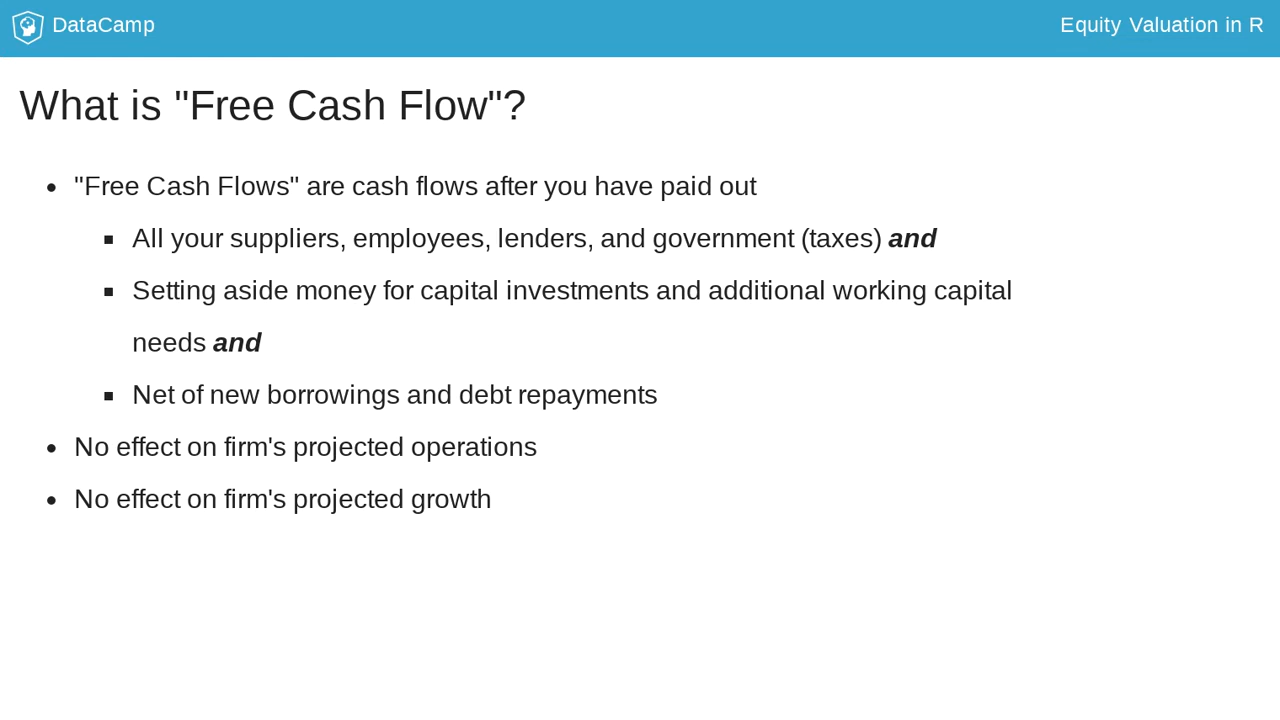 DataCamp
Equity Valuation in R
What is "Free Cash Flow"?
"Free Cash Flows" are cash flows after you have paid out
All your suppliers, employees, lenders, and government (taxes) and
Setting aside money for capital investments and additional working capital
needs and
Net of new borrowings and debt repayments
No effect on firm's projected operations
No effect on firm's projected growth